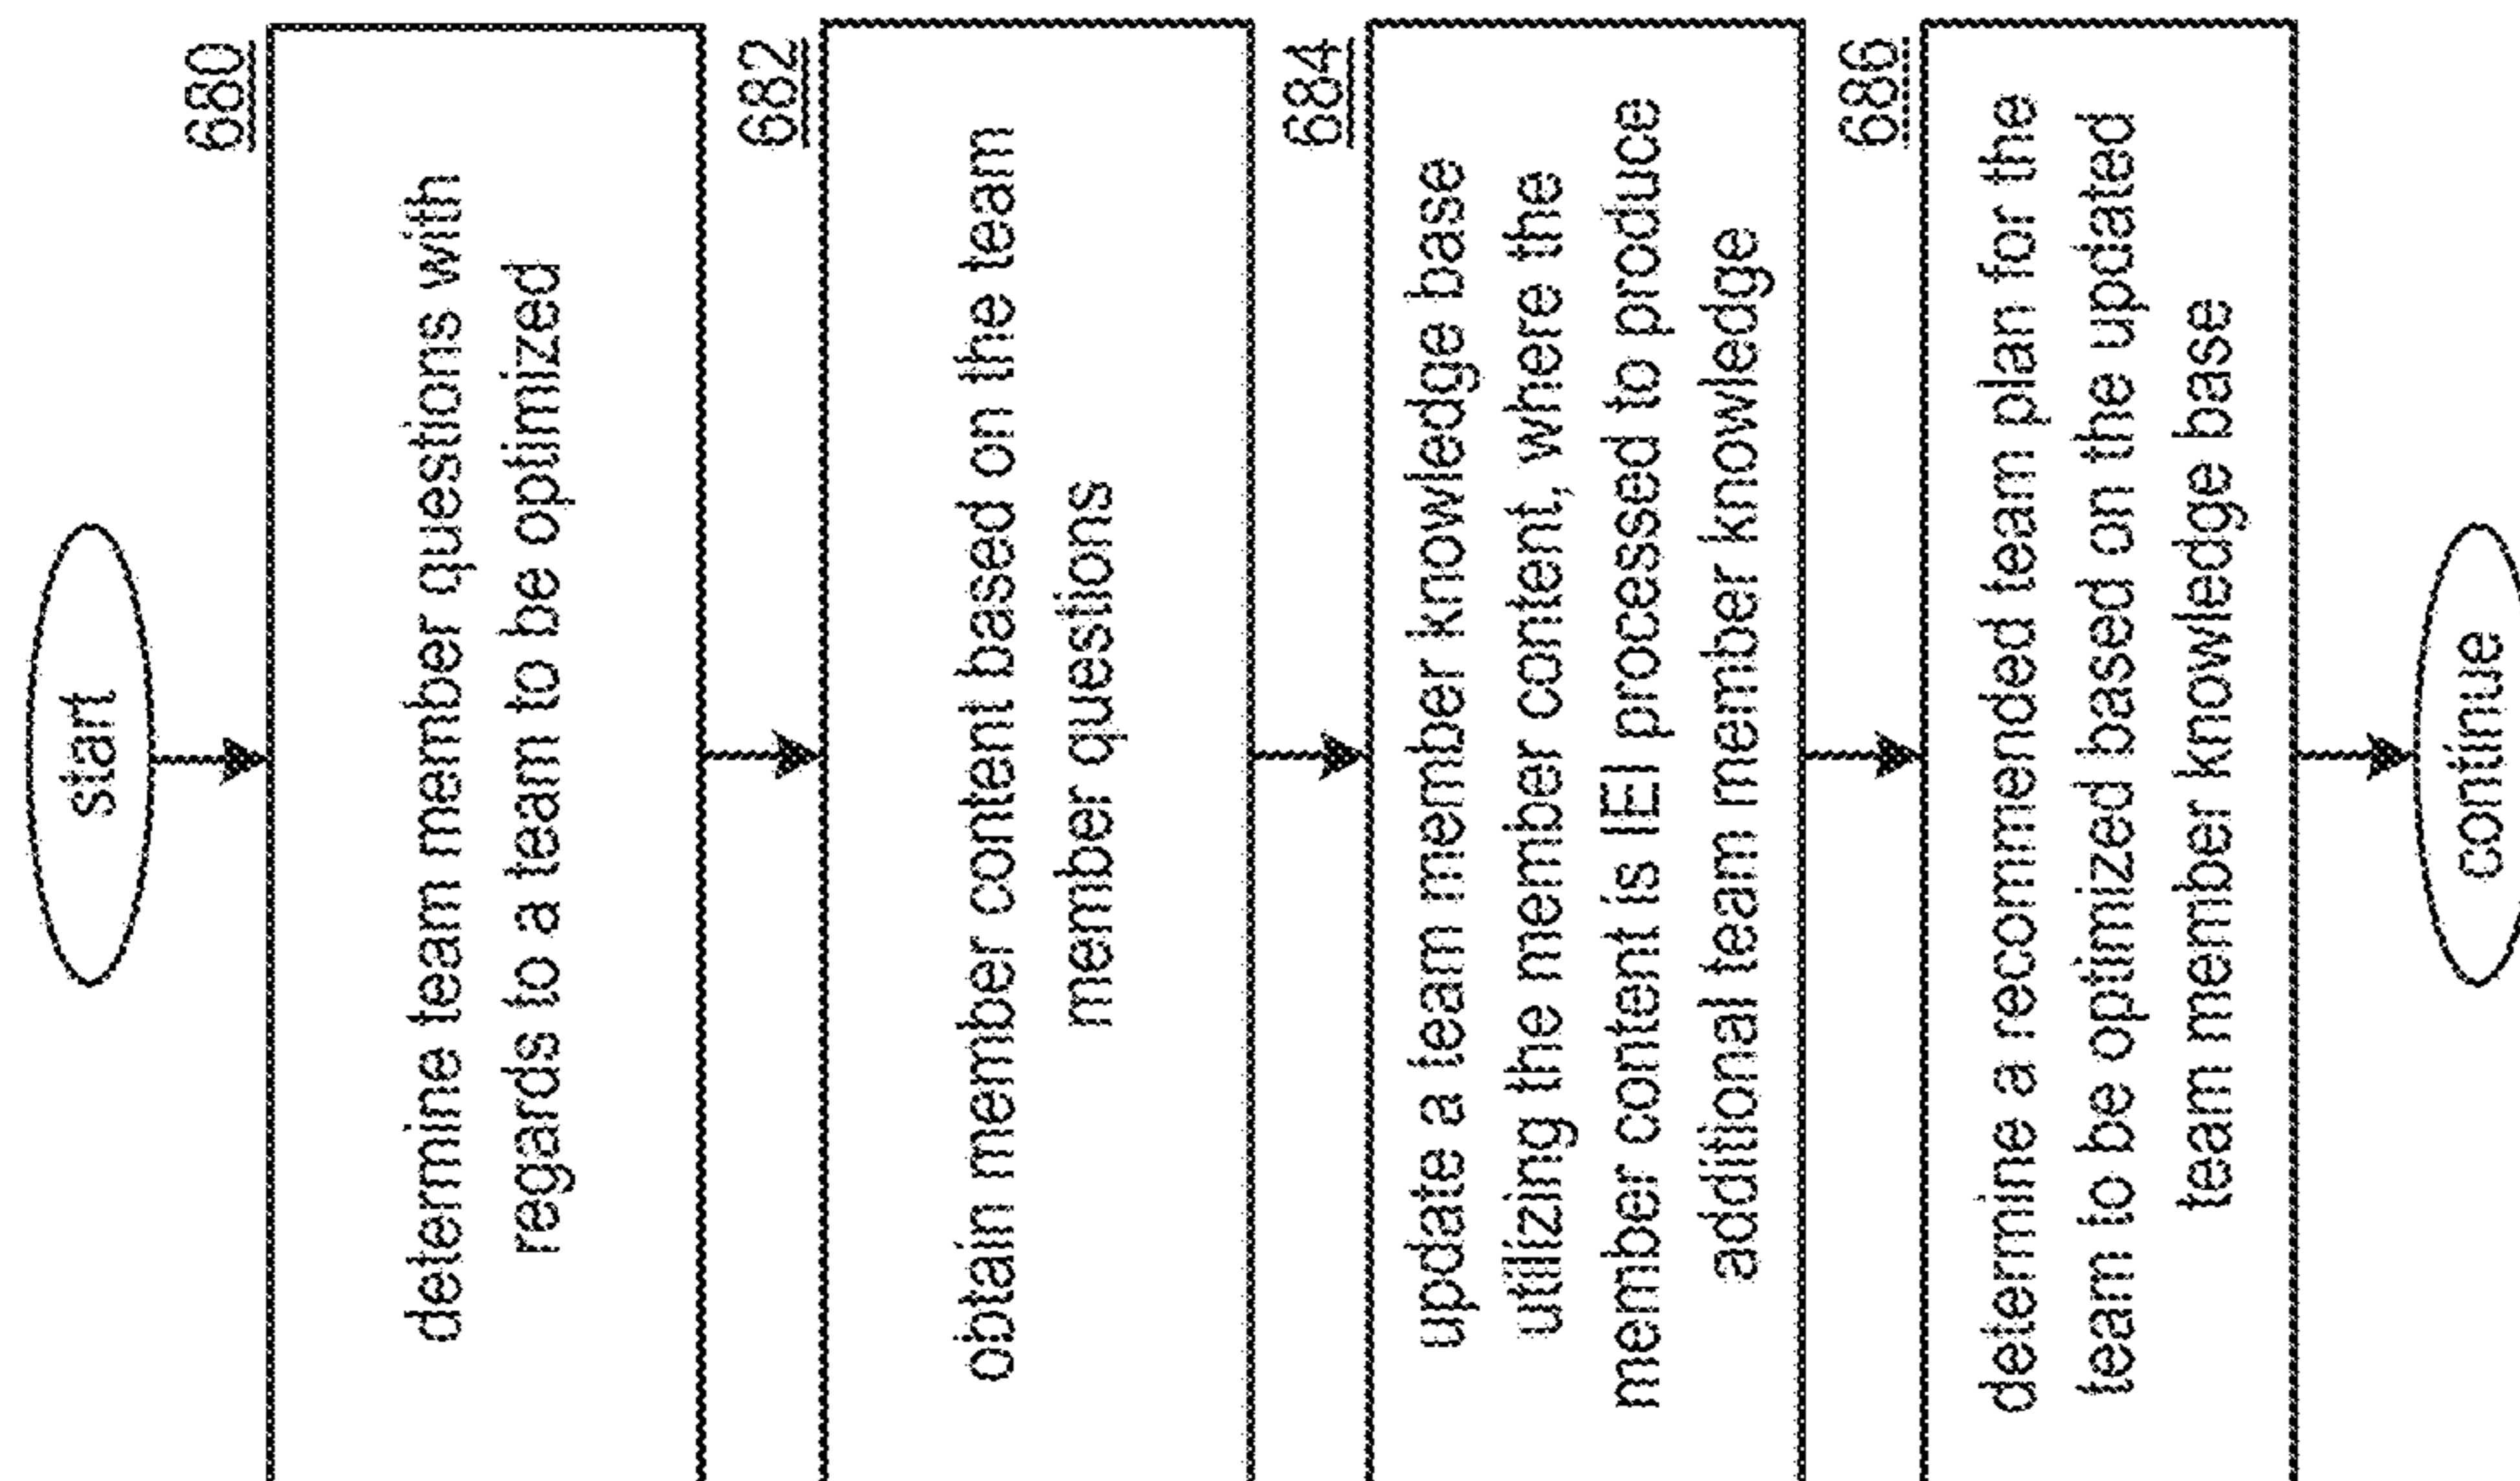 start
680
determine team member questions with
regards to a team to be optimized
682
obtain member content based on the team
member questions
684
update a team member knowledge base
utilizing the member content, where the
member content is IEI processed to produce
additional team member knowledge
686
determine a recommended team plan for the
team to be optimized based on the updated
team member knowledge base
continue